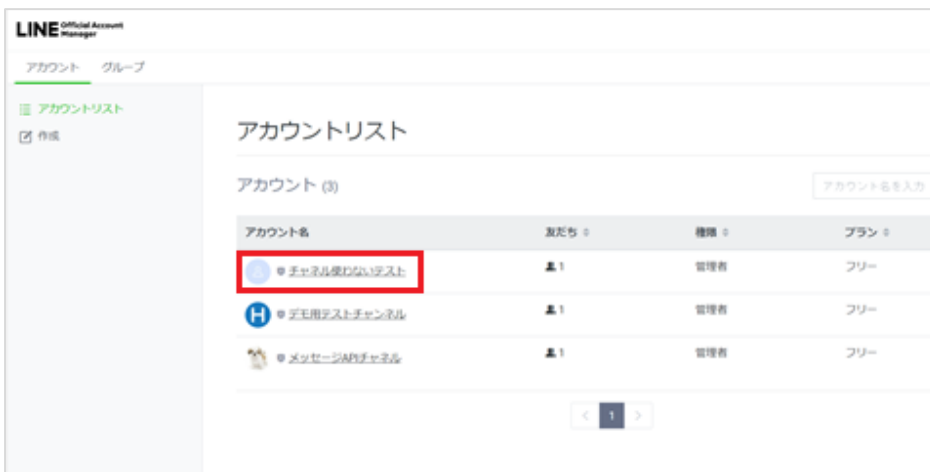 LINE Official Account Manager
アカウント グループ
アカウントリスト
作成
アカウントリスト
アカウント (3)
アカウント名を入力
アカウント名 友だち 権限 プラン
チャネル使わないテスト 1 管理者 フリー
H デモ用テストチャンネル 1 管理者 フリー
メッセージAPIチャネル 1 管理者 フリー
< 1 >